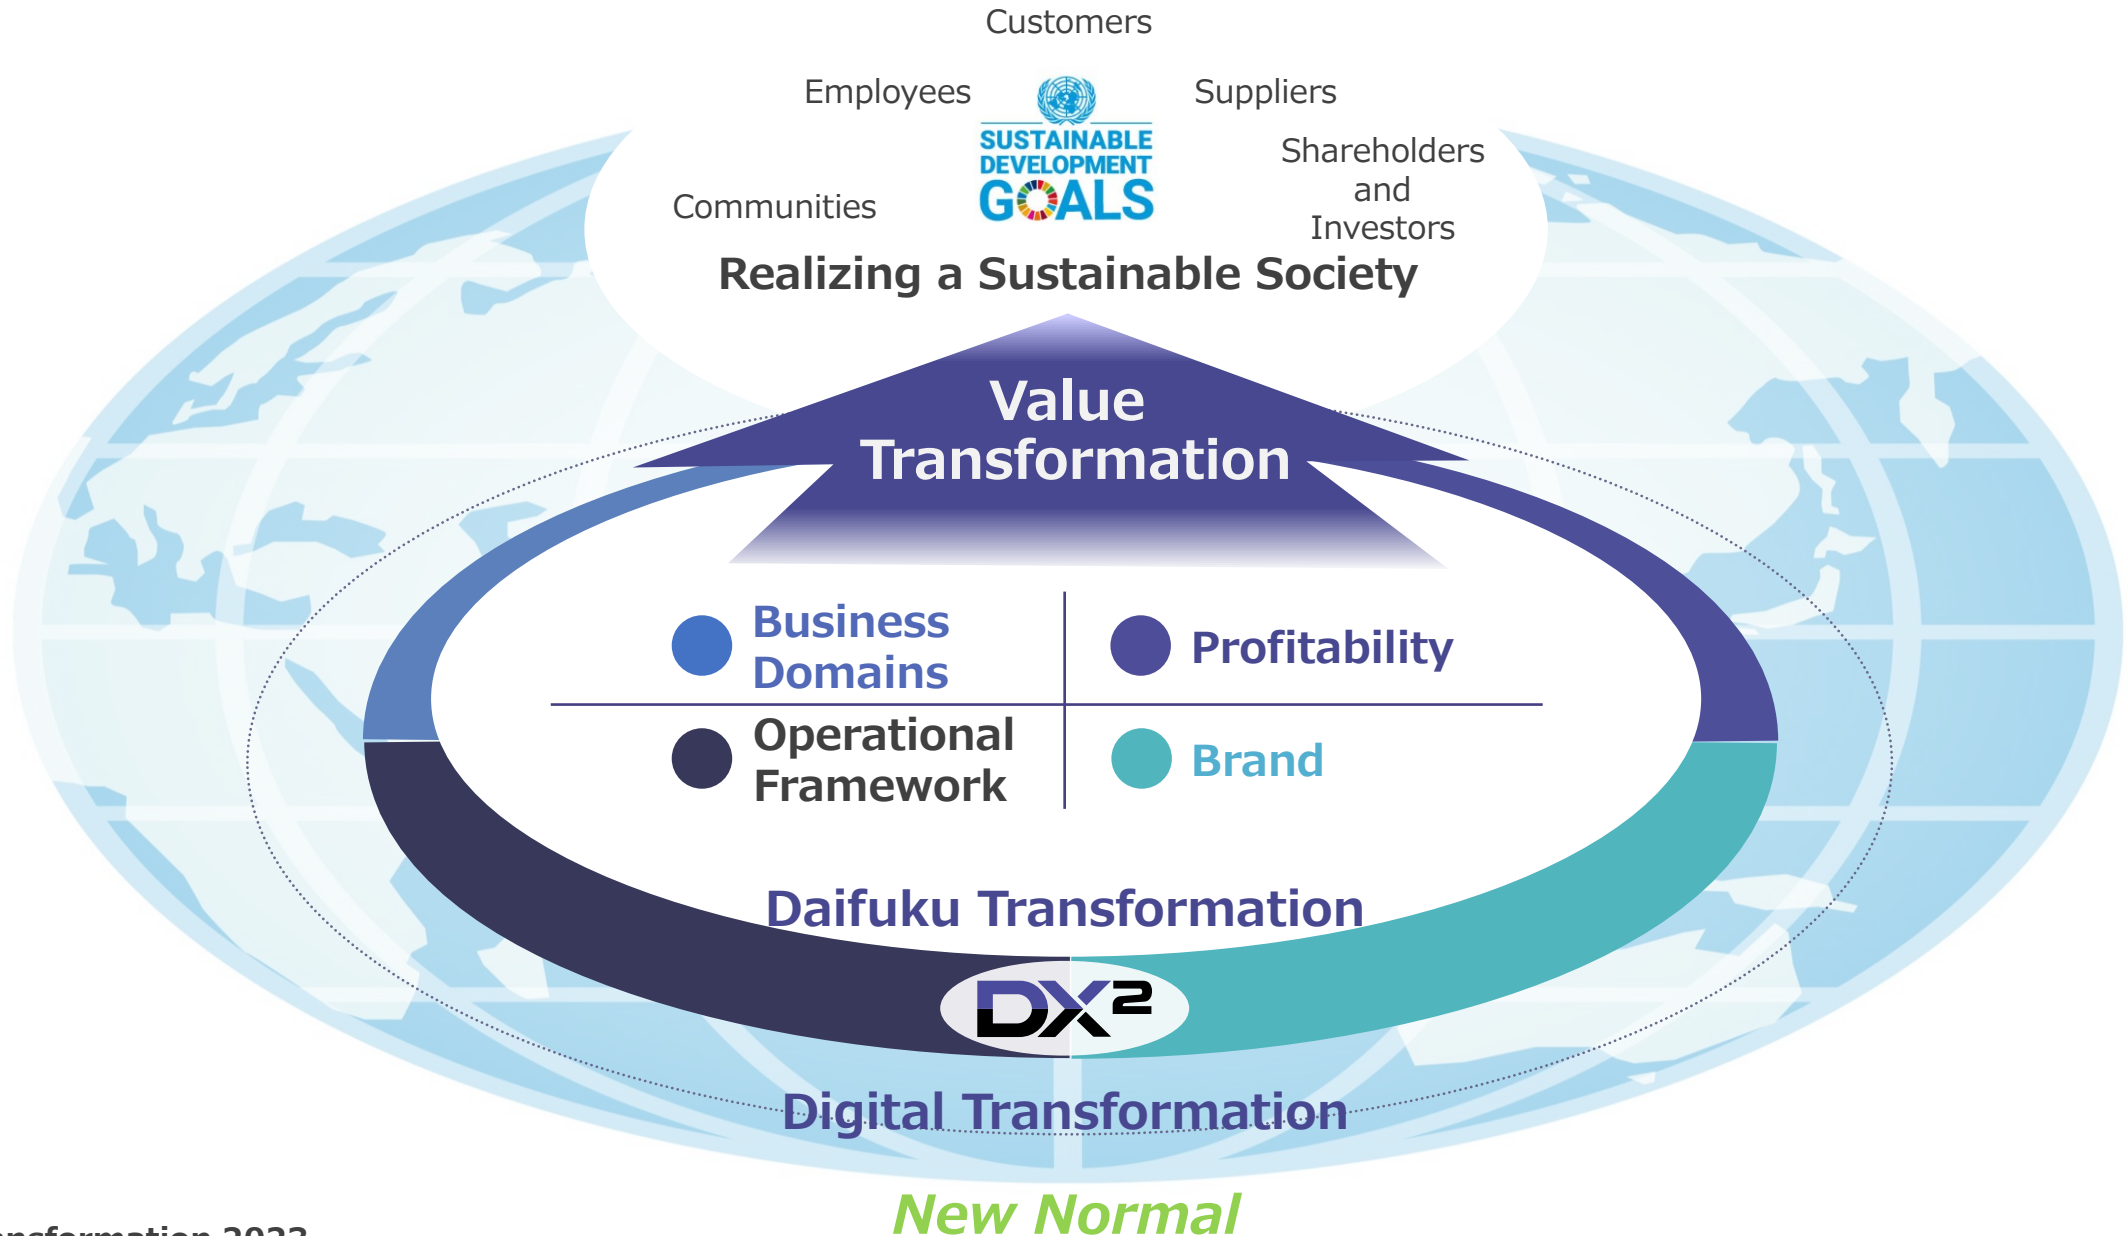 Customers
Employees
Suppliers
SUSTAINABLE
DEVELOPMENT
GOALS
Communities
Shareholders
and
Investors
Realizing a Sustainable Society
Value
Transformation
Business
Domains
Profitability
Operational
Framework
Brand
Daifuku Transformation
DX²
Digital Transformation
New Normal